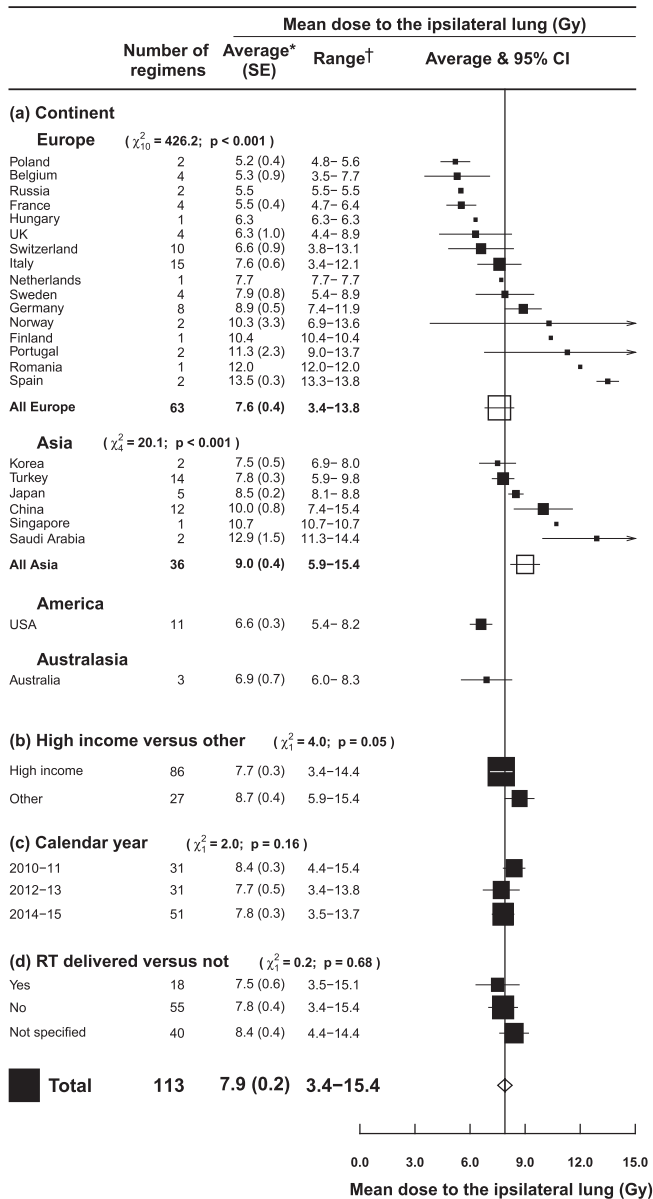 Mean dose to the ipsilateral lung (Gy)
Number of regimens Average* (SE) Range† Average & 95% CI
(a) Continent
Europe ( χ²₁₀ = 426.2; p < 0.001 )
Poland 2 5.2 (0.4) 4.8− 5.6
Belgium 4 5.3 (0.9) 3.5− 7.7
Russia 2 5.5 5.5− 5.5
France 4 5.5 (0.4) 4.7− 6.4
Hungary 1 6.3 6.3− 6.3
UK 4 6.3 (1.0) 4.4− 8.9
Switzerland 10 6.6 (0.9) 3.8−13.1
Italy 15 7.6 (0.6) 3.4−12.1
Netherlands 1 7.7 7.7− 7.7
Sweden 4 7.9 (0.8) 5.4− 8.9
Germany 8 8.9 (0.5) 7.4−11.9
Norway 2 10.3 (3.3) 6.9−13.6
Finland 1 10.4 10.4−10.4
Portugal 2 11.3 (2.3) 9.0−13.7
Romania 1 12.0 12.0−12.0
Spain 2 13.5 (0.3) 13.3−13.8
All Europe 63 7.6 (0.4) 3.4−13.8
Asia ( χ²₄ = 20.1; p < 0.001 )
Korea 2 7.5 (0.5) 6.9− 8.0
Turkey 14 7.8 (0.3) 5.9− 9.8
Japan 5 8.5 (0.2) 8.1− 8.8
China 12 10.0 (0.8) 7.4−15.4
Singapore 1 10.7 10.7−10.7
Saudi Arabia 2 12.9 (1.5) 11.3−14.4
All Asia 36 9.0 (0.4) 5.9−15.4
America
USA 11 6.6 (0.3) 5.4− 8.2
Australasia
Australia 3 6.9 (0.7) 6.0− 8.3
(b) High income versus other ( χ²₁ = 4.0; p = 0.05 )
High income 86 7.7 (0.3) 3.4−14.4
Other 27 8.7 (0.4) 5.9−15.4
(c) Calendar year ( χ²₁ = 2.0; p = 0.16 )
2010−11 31 8.4 (0.3) 4.4−15.4
2012−13 31 7.7 (0.5) 3.4−13.8
2014−15 51 7.8 (0.3) 3.5−13.7
(d) RT delivered versus not ( χ²₁ = 0.2; p = 0.68 )
Yes 18 7.5 (0.6) 3.5−15.1
No 55 7.8 (0.4) 3.4−15.4
Not specified 40 8.4 (0.4) 4.4−14.4
Total 113 7.9 (0.2) 3.4−15.4
0.0 3.0 6.0 9.0 12.0 15.0
Mean dose to the ipsilateral lung (Gy)